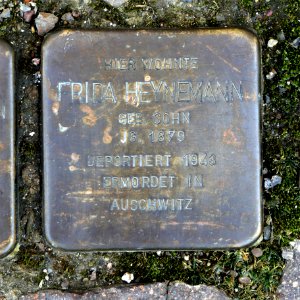 HIER WOHNTE
FRIDA HEYNEMANN
GEB. SOHN
JG. 1870
DEPORTIERT 1943
ERMORDET IN
AUSCHWITZ